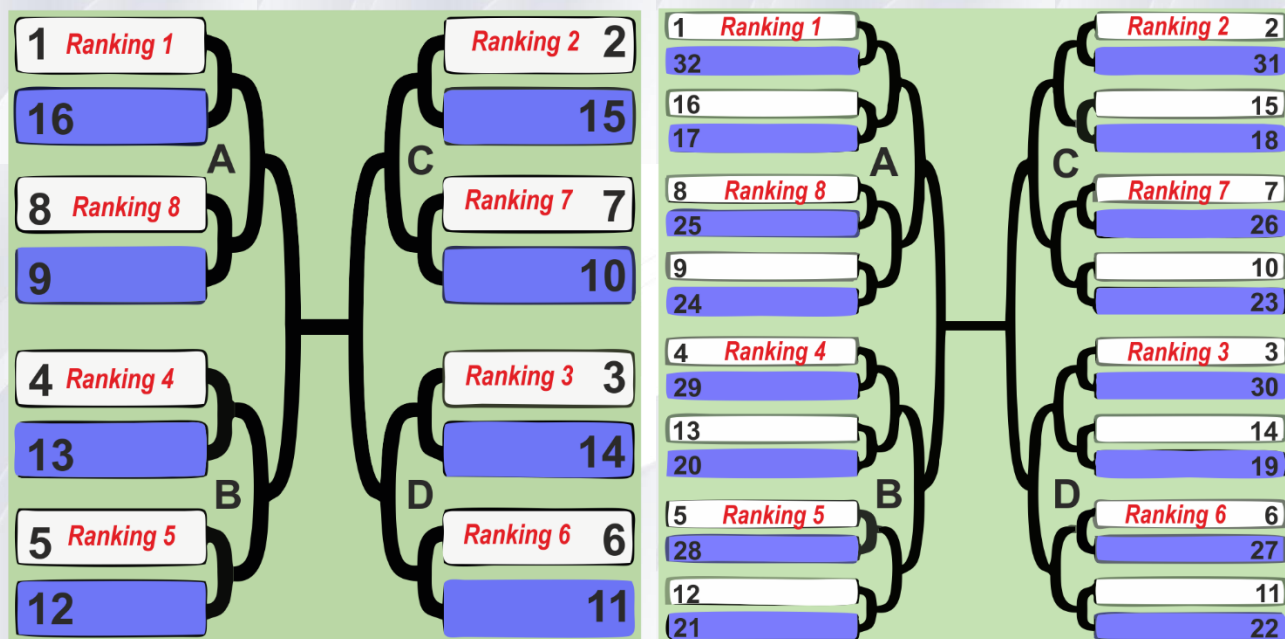 1 Ranking 1
16
A
8 Ranking 8
9
4 Ranking 4
13
B
5 Ranking 5
12
Ranking 2 2
15
C
Ranking 7 7
10
Ranking 3 3
14
D
Ranking 6 6
11
1 Ranking 1
32
16
17
A
8 Ranking 8
25
9
24
4 Ranking 4
29
13
20
B
5 Ranking 5
28
12
21
Ranking 2 2
31
15
18
C
Ranking 7 7
26
10
23
Ranking 3 3
30
14
19
D
Ranking 6 6
27
11
22